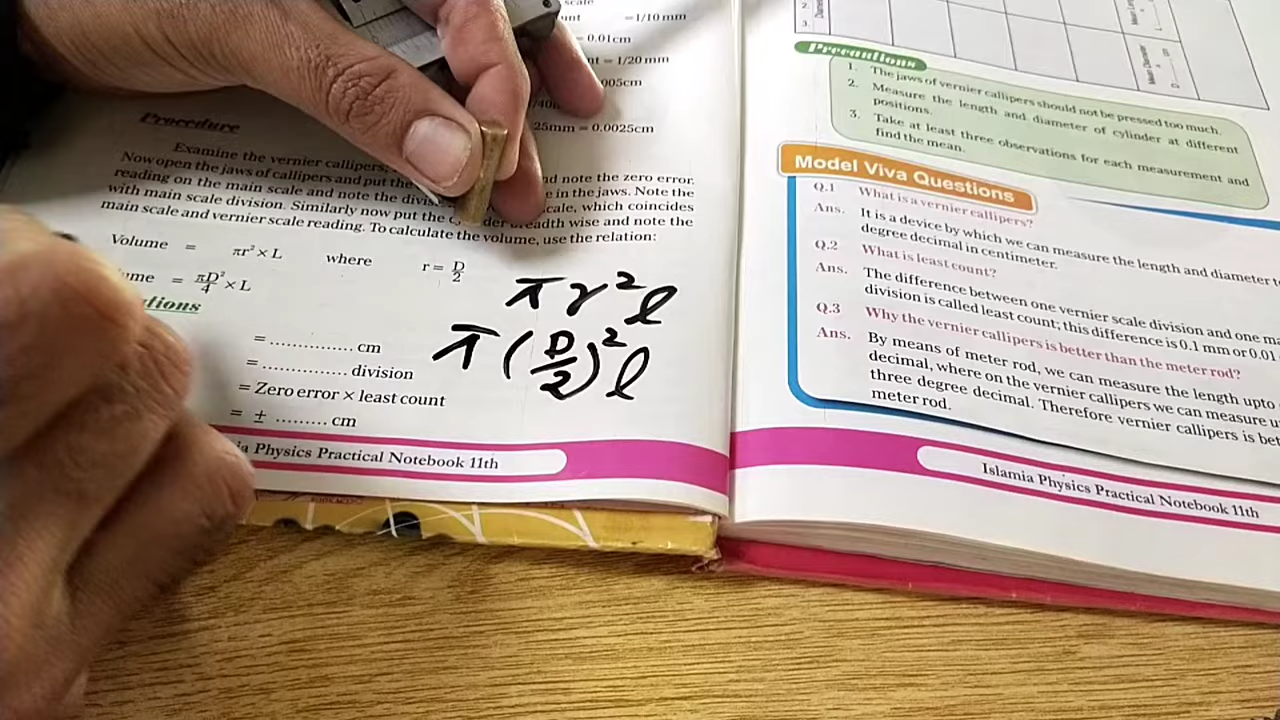 scale
=1/10 mm
= 0.01cm
= 1/20 mm
005cm
25mm = 0.0025cm
Procedure
Examine the vernier callipers; nd note the zero error.
Now open the jaws of callipers and put the e in the jaws. Note the
reading on the main scale and note the divis cale, which coincides
with main scale division. Similarly now put the der breadth wise and note the
main scale and vernier scale reading. To calculate the volume, use the relation:
Volume = πr² × L where r = D/2
ume = πD²/4 × L
πr²l
π(D/2)²l
tions
= .............. cm
= .............. division
= Zero error × least count
= ± ......... cm
ia Physics Practical Notebook 11th
2.
3.
Precautions
1. The jaws of vernier callipers should not be pressed too much.
2. Measure the length and diameter of cylinder at different
positions.
3. Take at least three observations for each measurement and
find the mean.
Model Viva Questions
Q.1 What is a vernier callipers?
Ans. It is a device by which we can measure the length and diameter
degree decimal in centimeter.
Q.2 What is least count?
Ans. The difference between one vernier scale division and one ma
division is called least count; this difference is 0.1 mm or 0.01
Q.3 Why the vernier callipers is better than the meter rod?
Ans. By means of meter rod, we can measure the length upto
decimal, where on the vernier callipers we can measure u
three degree decimal. Therefore vernier callipers is bet
meter rod.
Islamia Physics Practical Notebook 11th